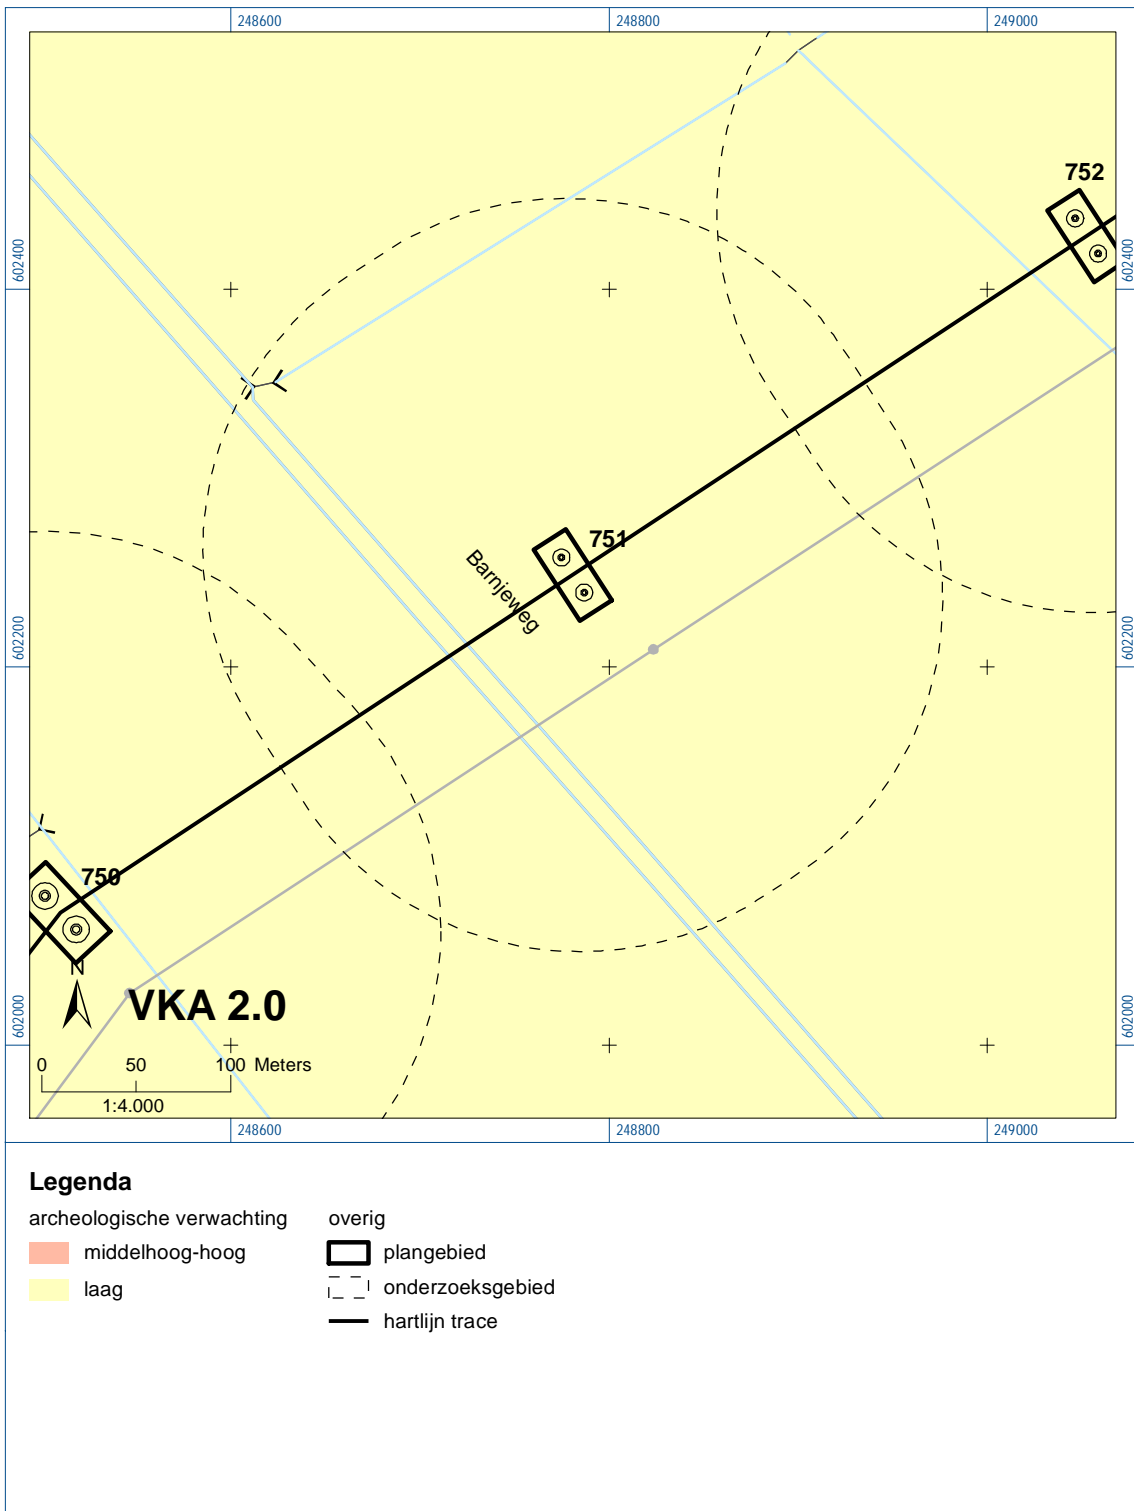 248600 248800 249000
752
602400 602400
751
Barnjeweg
602200 602200
750
N
VKA 2.0
602000 602000
0 50 100 Meters
1:4.000
248600 248800 249000
Legenda
archeologische verwachting overig
middelhoog-hoog plangebied
laag onderzoeksgebied
hartlijn trace